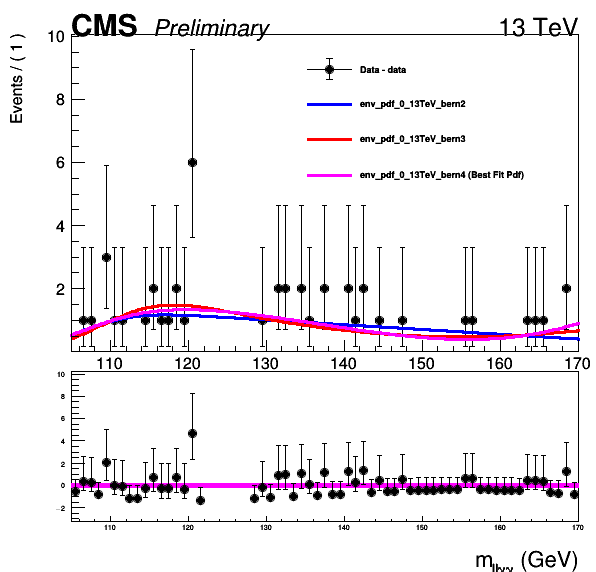 CMS Preliminary 13 TeV
Events / ( 1 )
10
8
6
4
2
Data - data
env_pdf_0_13TeV_bern2
env_pdf_0_13TeV_bern3
env_pdf_0_13TeV_bern4 (Best Fit Pdf)
110 120 130 140 150 160 170
10
8
6
4
2
0
−2
110 120 130 140 150 160 170
(GeV)